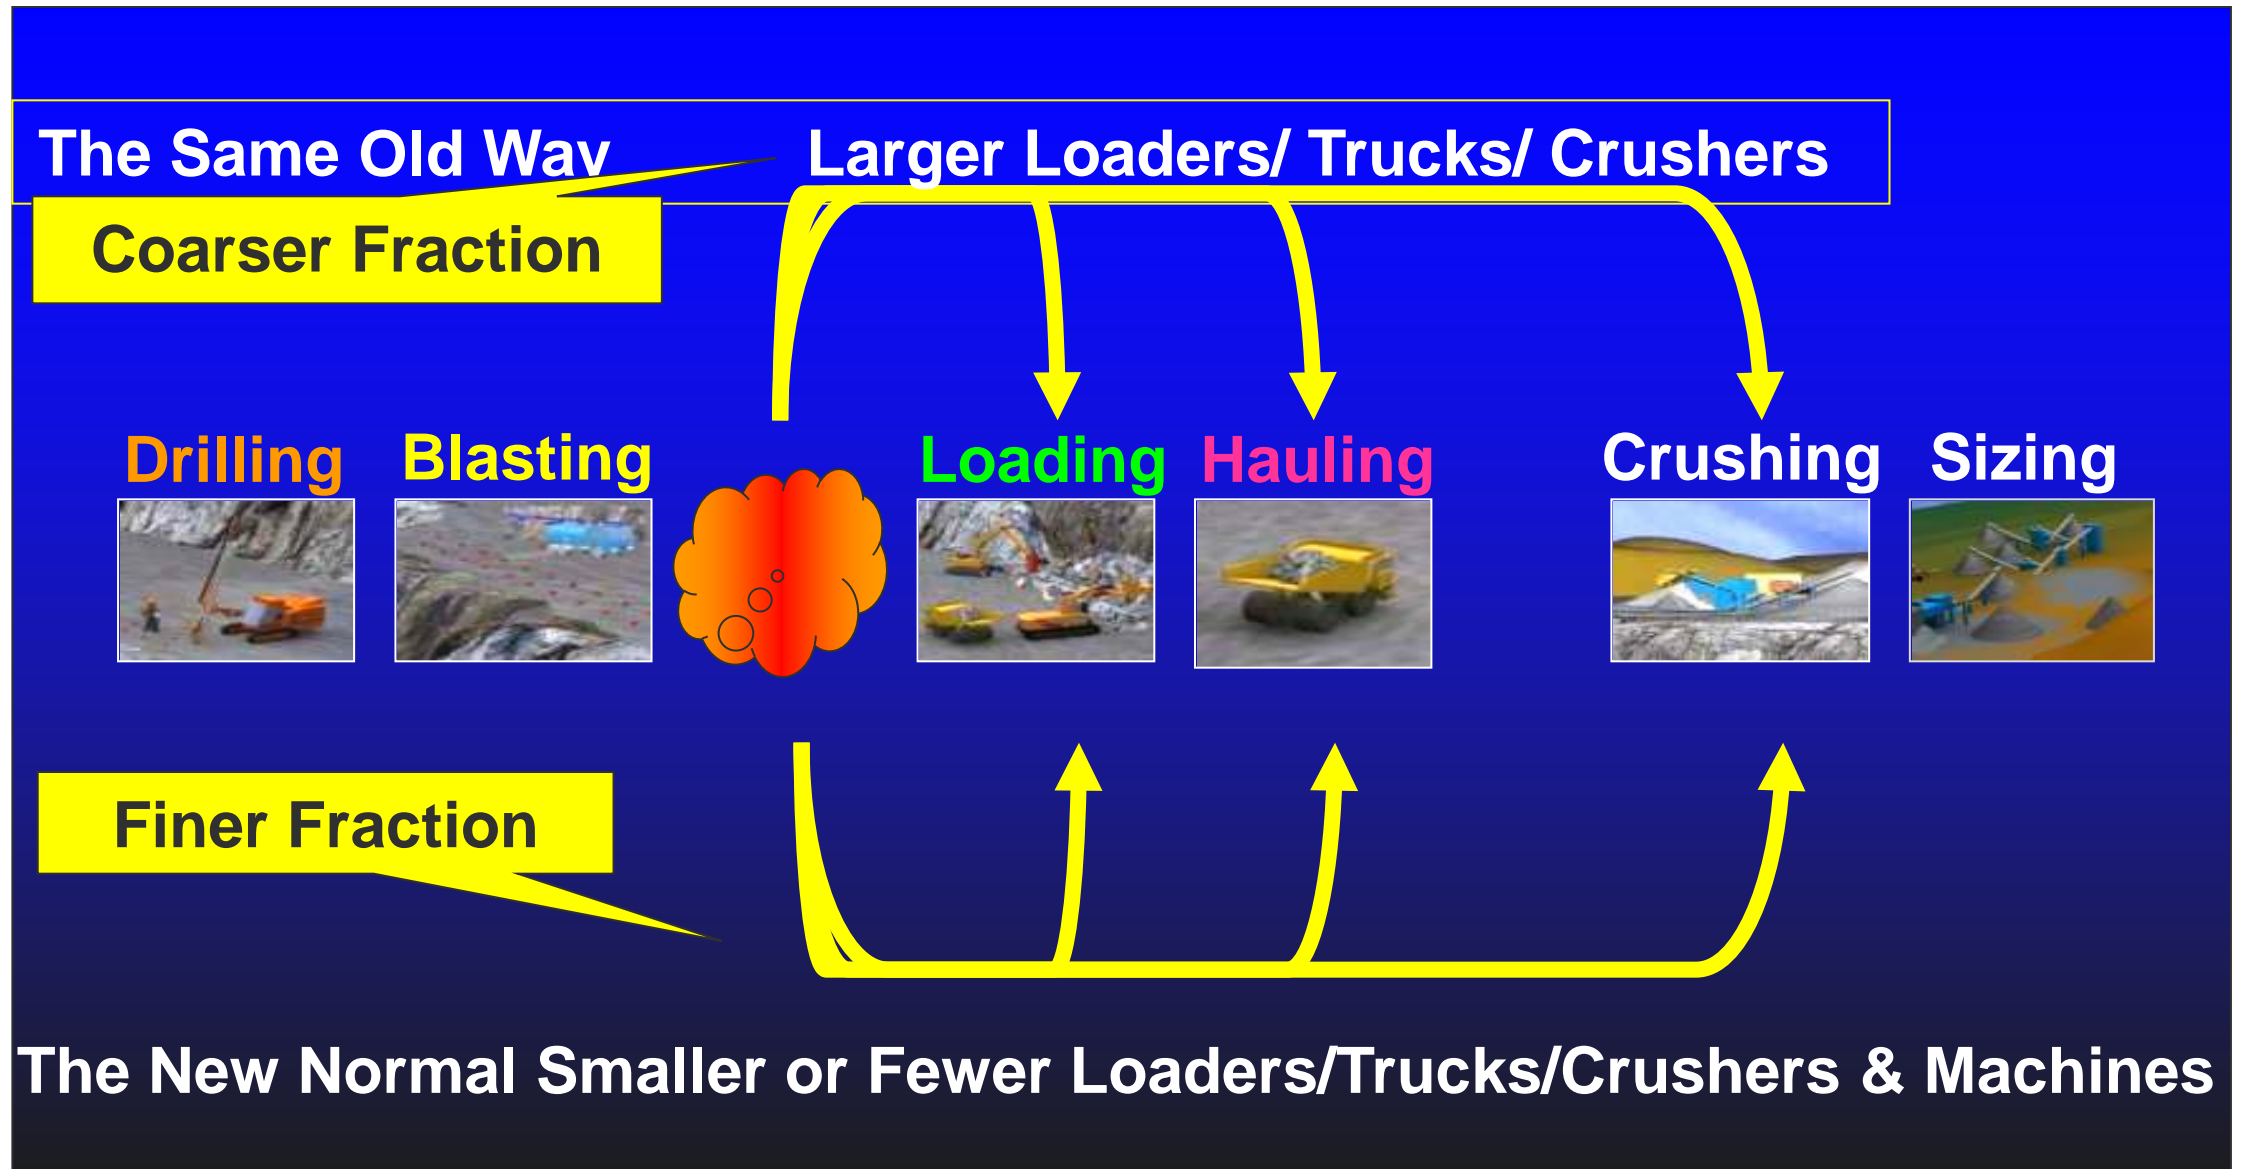 The Same Old Way Larger Loaders/ Trucks/ Crushers
Coarser Fraction
Drilling Blasting Loading Hauling Crushing Sizing
Finer Fraction
The New Normal Smaller or Fewer Loaders/Trucks/Crushers & Machines